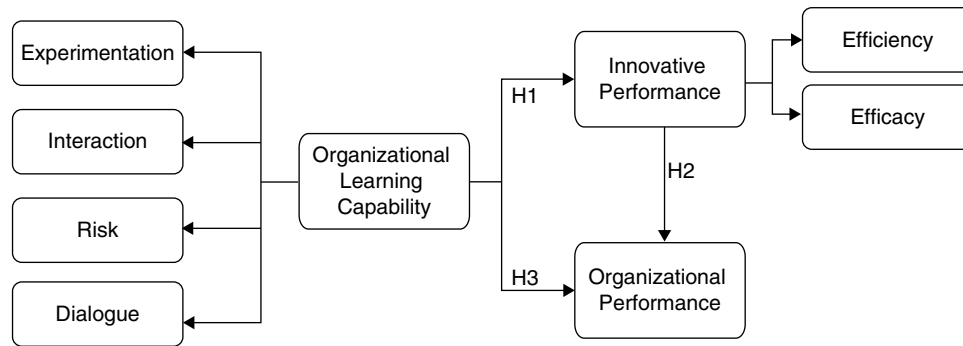 Experimentation
Interaction
Risk
Dialogue
Organizational
Learning
Capability
H1
H3
Innovative
Performance
H2
Organizational
Performance
Efficiency
Efficacy